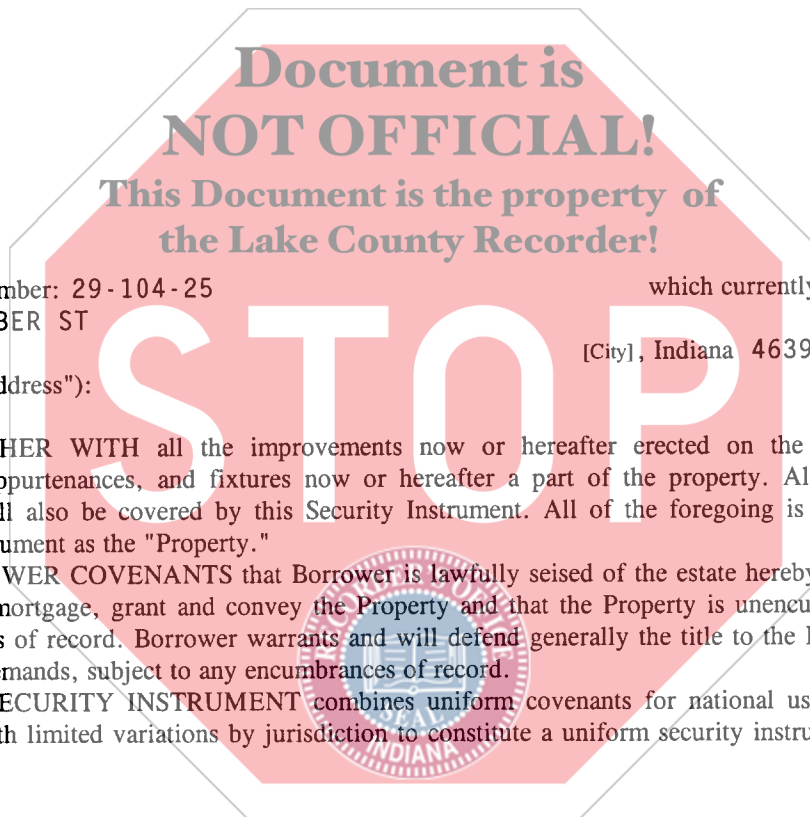 Document is
NOT OFFICIAL!
This Document is the property of
the Lake County Recorder!
mber: 29-104-25 which currently
BER ST
[City], Indiana 4639
ddress"):
STOP
HER WITH all the improvements now or hereafter erected on the
ppurtenances, and fixtures now or hereafter a part of the property. Al
ll also be covered by this Security Instrument. All of the foregoing is
ument as the "Property."
WER COVENANTS that Borrower is lawfully seised of the estate hereby
mortgage, grant and convey the Property and that the Property is unencu
s of record. Borrower warrants and will defend generally the title to the
emands, subject to any encumbrances of record.
ECURITY INSTRUMENT combines uniform covenants for national us
th limited variations by jurisdiction to constitute a uniform security instru
SEAL
INDIANA